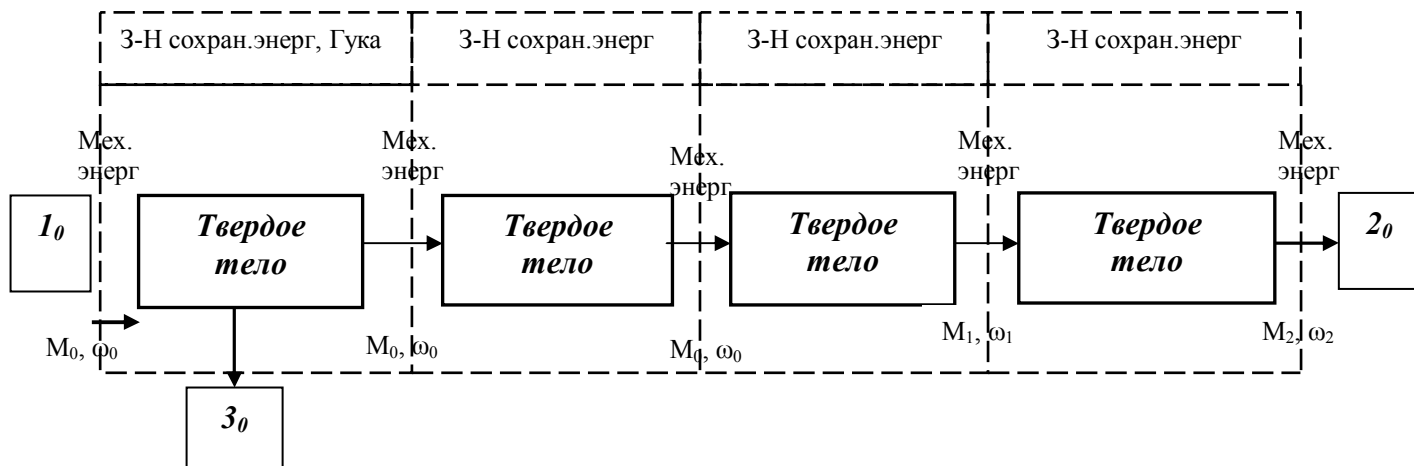 З-Н сохран.энерг, Гука
З-Н сохран.энерг
З-Н сохран.энерг
З-Н сохран.энерг
Мех.
энерг
Мех.
энерг
Мех.
энерг
Мех.
энерг
Мех.
энерг
1₀
Твердое
тело
Твердое
тело
Твердое
тело
Твердое
тело
2₀
M₀, ω₀
M₀, ω₀
M₀, ω₀
M₁, ω₁
M₂, ω₂
3₀